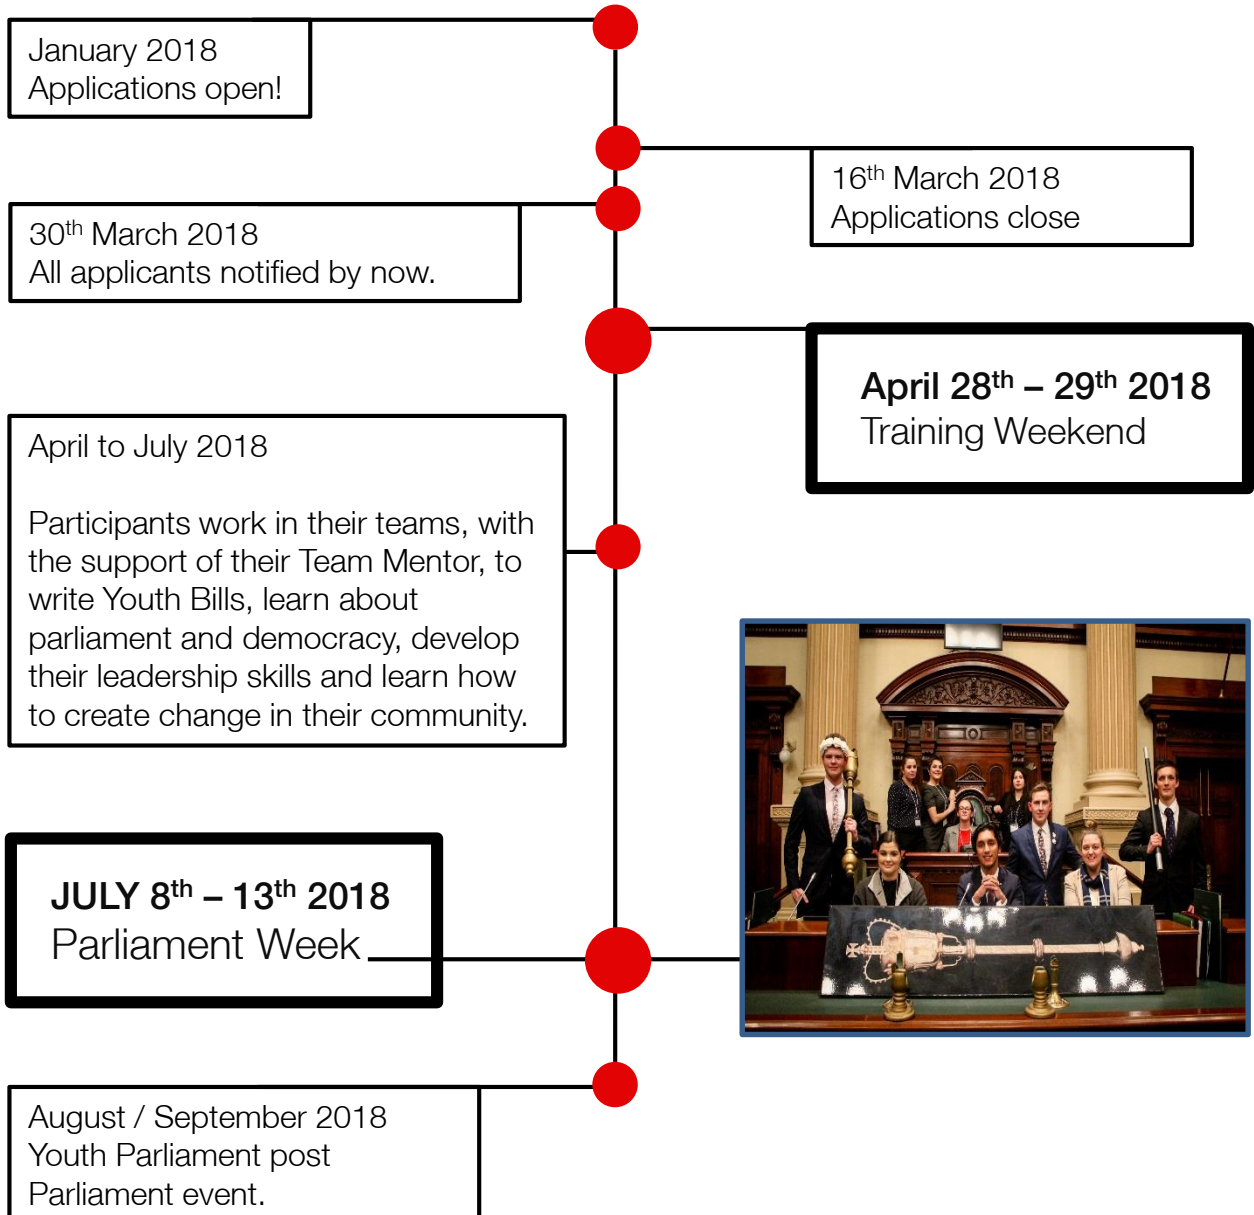 January 2018
Applications open!
16th March 2018
Applications close
30th March 2018
All applicants notified by now.
April 28th – 29th 2018
Training Weekend
April to July 2018
Participants work in their teams, with
the support of their Team Mentor, to
write Youth Bills, learn about
parliament and democracy, develop
their leadership skills and learn how
to create change in their community.
JULY 8th – 13th 2018
Parliament Week
August / September 2018
Youth Parliament post
Parliament event.